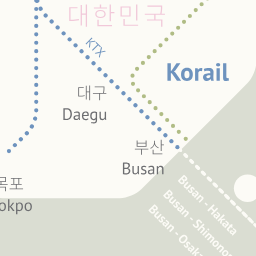 대한민국
KTX
Korail
대구
Daegu
부산
Busan
목포
okpo
Busan - Hakata
Busan - Shimonos
Busan - Osak